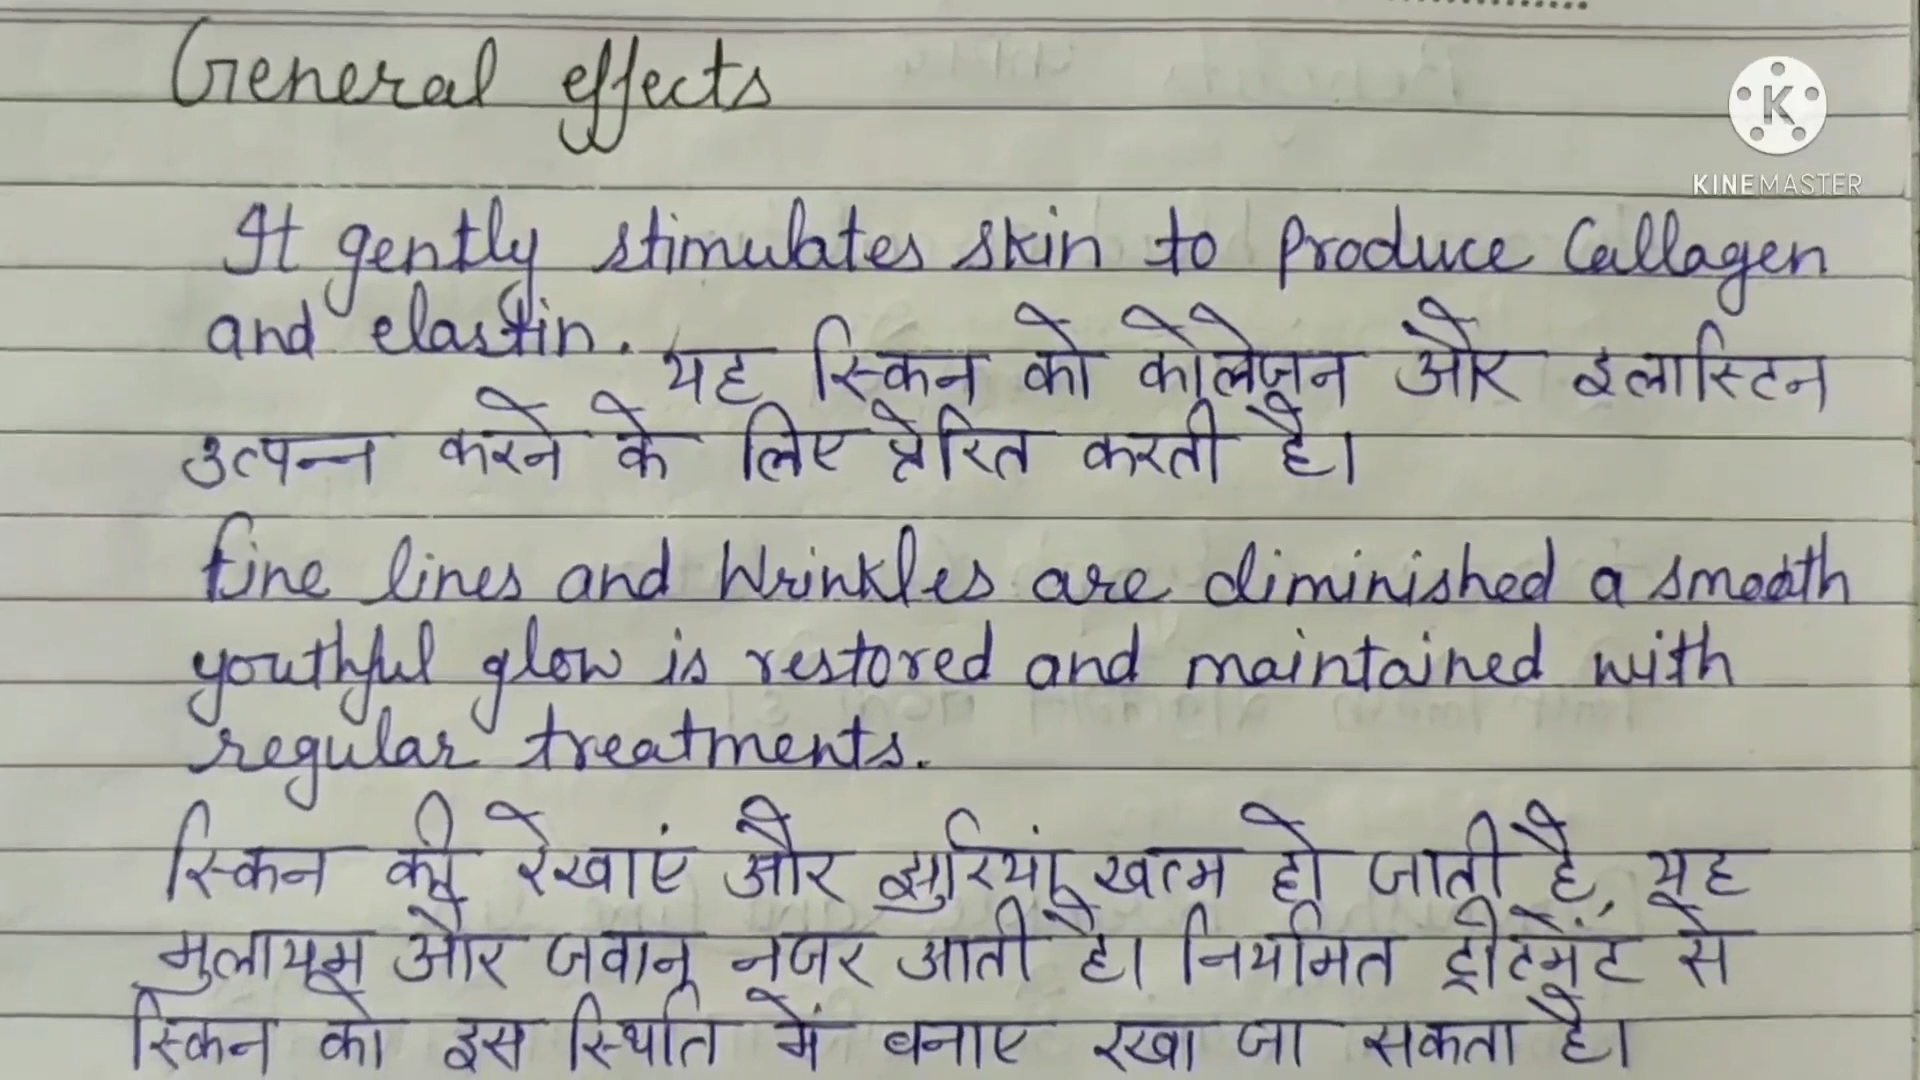 General effects
K
KINEMASTER
It gently stimulates skin to produce Callagen
and elastin. यह स्किन को कोलेजन और इलास्टिन
उत्पन्न करने के लिए प्रेरित करती है।
fine lines and Wrinkles are diminished a smooth
youthful glow is restored and maintained with
regular treatments.
स्किन की रेखाएं और झुरियां खत्म हो जाती है, यह
मुलायम और जवान नजर आती है। नियमित ट्रीटमेंट से
स्किन को इस स्थिति में बनाए रखा जा सकता है।